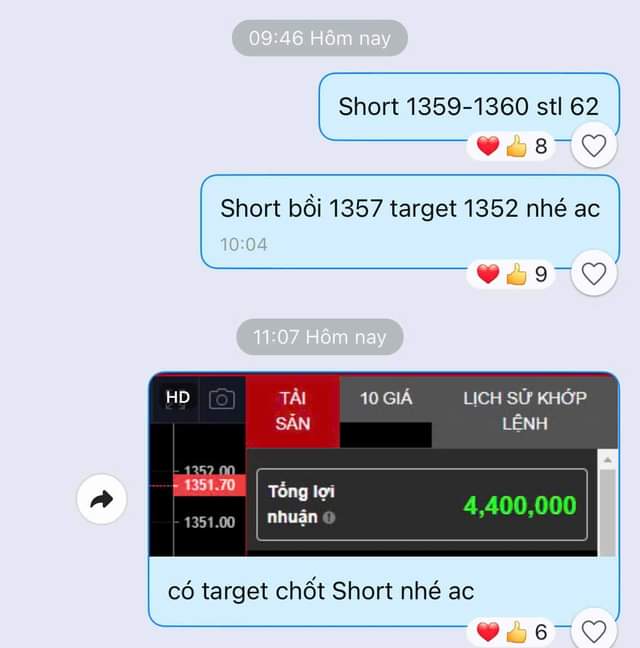 09:46 Hôm nay
Short 1359-1360 stl 62
8
Short bồi 1357 target 1352 nhé ac
10:04
9
11:07 Hôm nay
HD
TÀI
SẢN
10 GIÁ
LỊCH SỬ KHỚP
LỆNH
1352.00
1351.70
1351.00
Tổng lợi
nhuận
4,400,000
có target chốt Short nhé ac
6